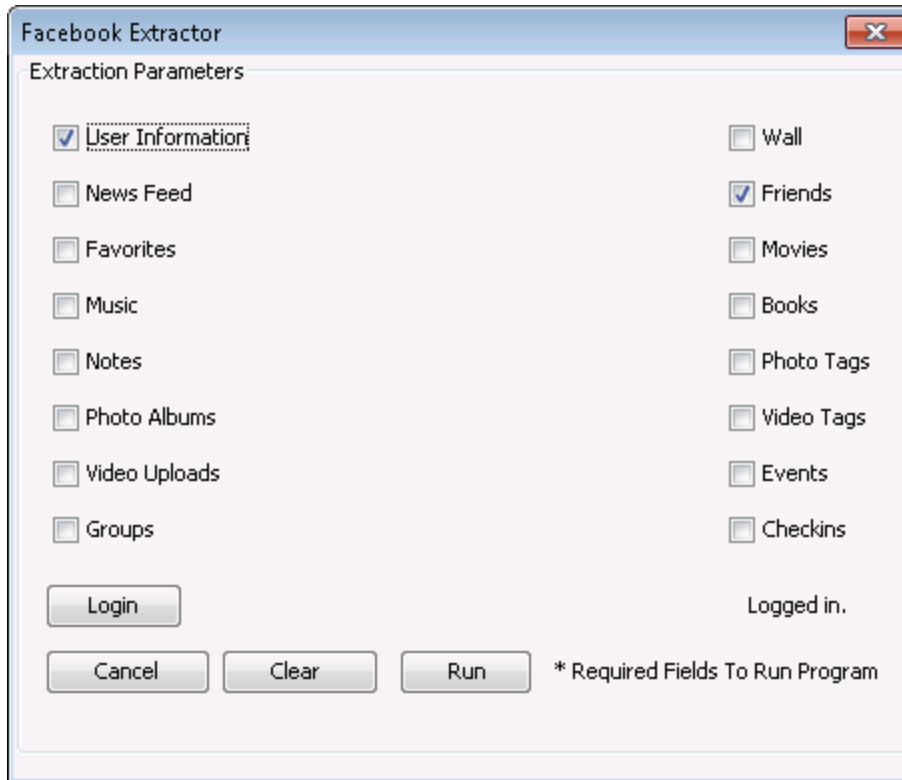 Facebook Extractor
Extraction Parameters
User Information Wall
News Feed Friends
Favorites Movies
Music Books
Notes Photo Tags
Photo Albums Video Tags
Video Uploads Events
Groups Checkins
Login Logged in.
Cancel Clear Run * Required Fields To Run Program